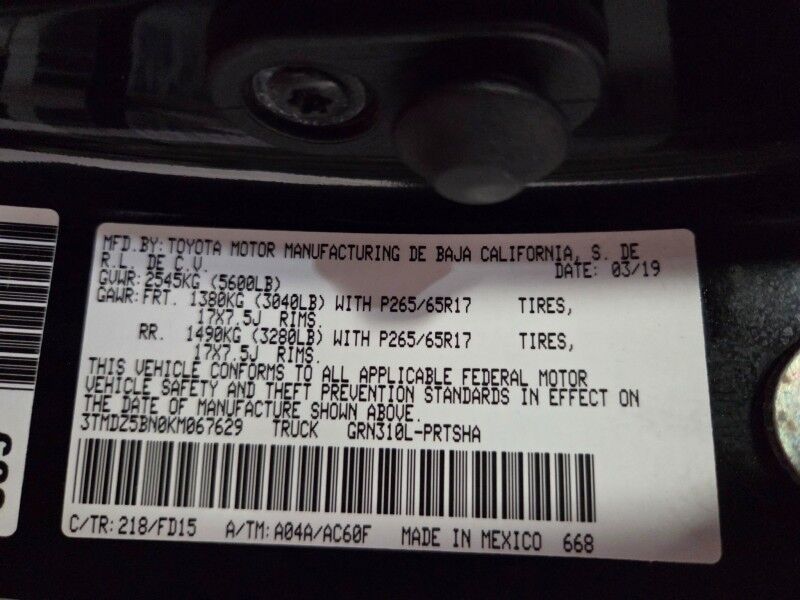 MFD.BY:TOYOTA MOTOR MANUFACTURING DE BAJA CALIFORNIA, S. DE
R.L. DE C.V. DATE: 03/19
GVWR:2545KG (5600LB)
GAWR:FRT. 1380KG (3040LB) WITH P265/65R17 TIRES,
17X7.5J RIMS.
RR. 1490KG (3280LB) WITH P265/65R17 TIRES,
17X7.5J RIMS.
THIS VEHICLE CONFORMS TO ALL APPLICABLE FEDERAL MOTOR
VEHICLE SAFETY AND THEFT PREVENTION STANDARDS IN EFFECT ON
THE DATE OF MANUFACTURE SHOWN ABOVE.
3TMDZ5BN0KM067629 TRUCK GRN310L-PRTSHA
C/TR:218/FD15 A/TM:A04A/AC60F MADE IN MEXICO 668